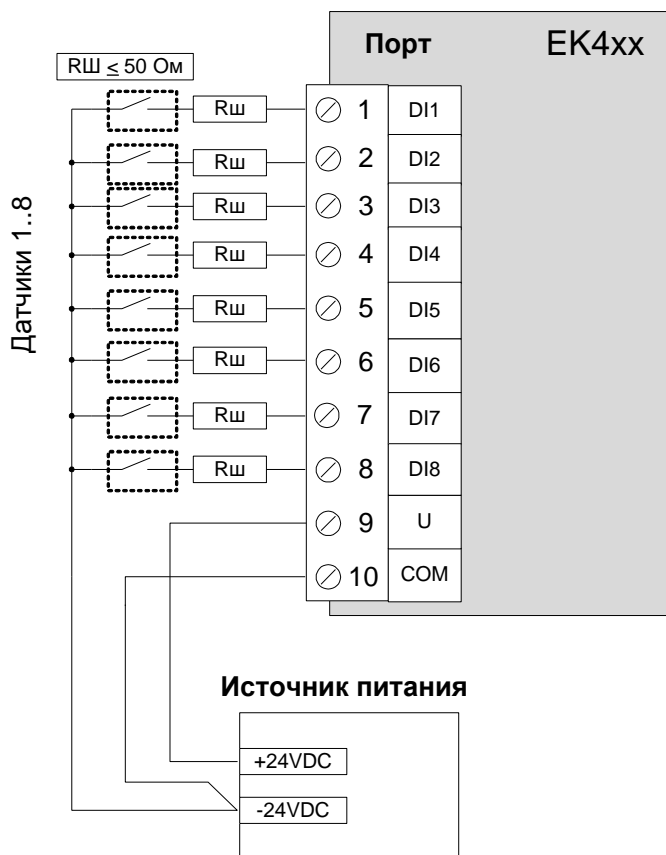 Порт
EK4xx
RШ ≤ 50 Ом
Датчики 1..8
Rш 1 DI1
Rш 2 DI2
Rш 3 DI3
Rш 4 DI4
Rш 5 DI5
Rш 6 DI6
Rш 7 DI7
Rш 8 DI8
9 U
10 COM
Источник питания
+24VDC
-24VDC